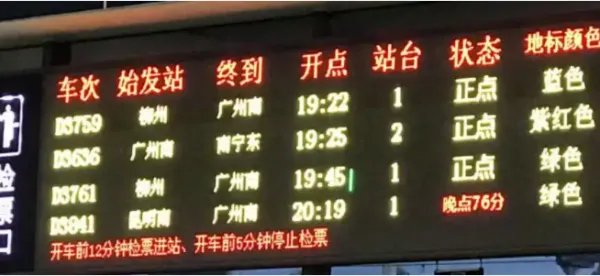 车次 始发站 终到 开点 站台 状态 地标颜色
D3759 柳州 广州南 19:22 1 正点 蓝色
D3636 广州南 南宁东 19:25 2 正点 紫红色
D3761 柳州 广州南 19:45 1 正点 绿色
D3841 昆明南 广州南 20:19 1 晚点76分 绿色
开车前12分钟检票进站、开车前5分钟停止检票
检
票
口